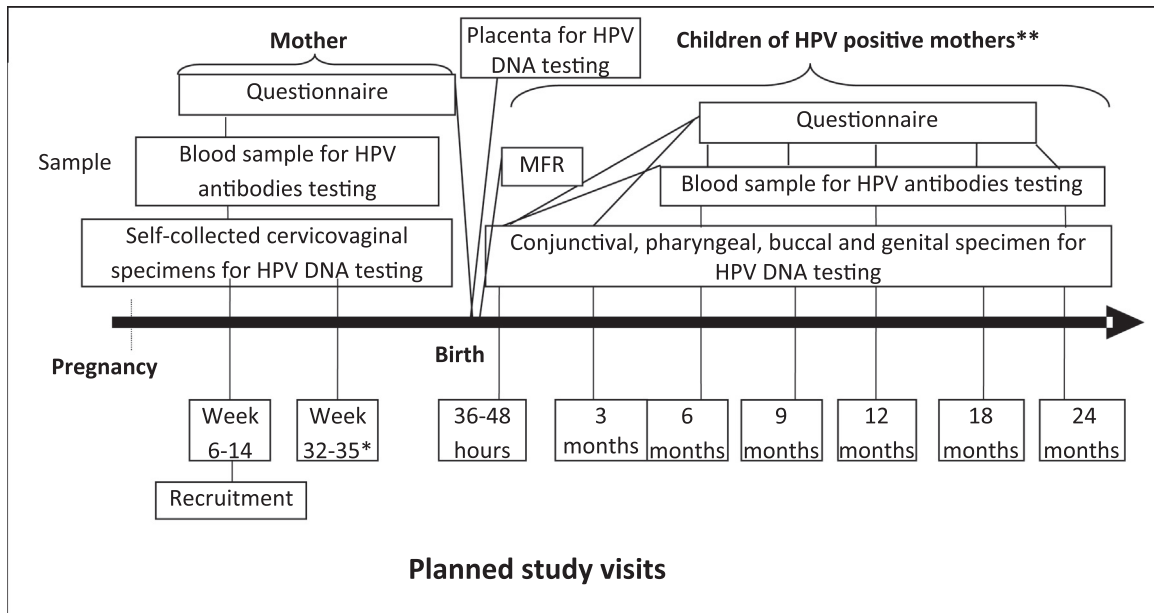 Mother
Placenta for HPV
DNA testing
Children of HPV positive mothers**
Questionnaire
Questionnaire
Sample
Blood sample for HPV
antibodies testing
MFR
Blood sample for HPV antibodies testing
Self-collected cervicovaginal
specimens for HPV DNA testing
Conjunctival, pharyngeal, buccal and genital specimen for
HPV DNA testing
Pregnancy
Birth
Week
6-14
Week
32-35*
36-48
hours
3
months
6
months
9
months
12
months
18
months
24
months
Recruitment
Planned study visits